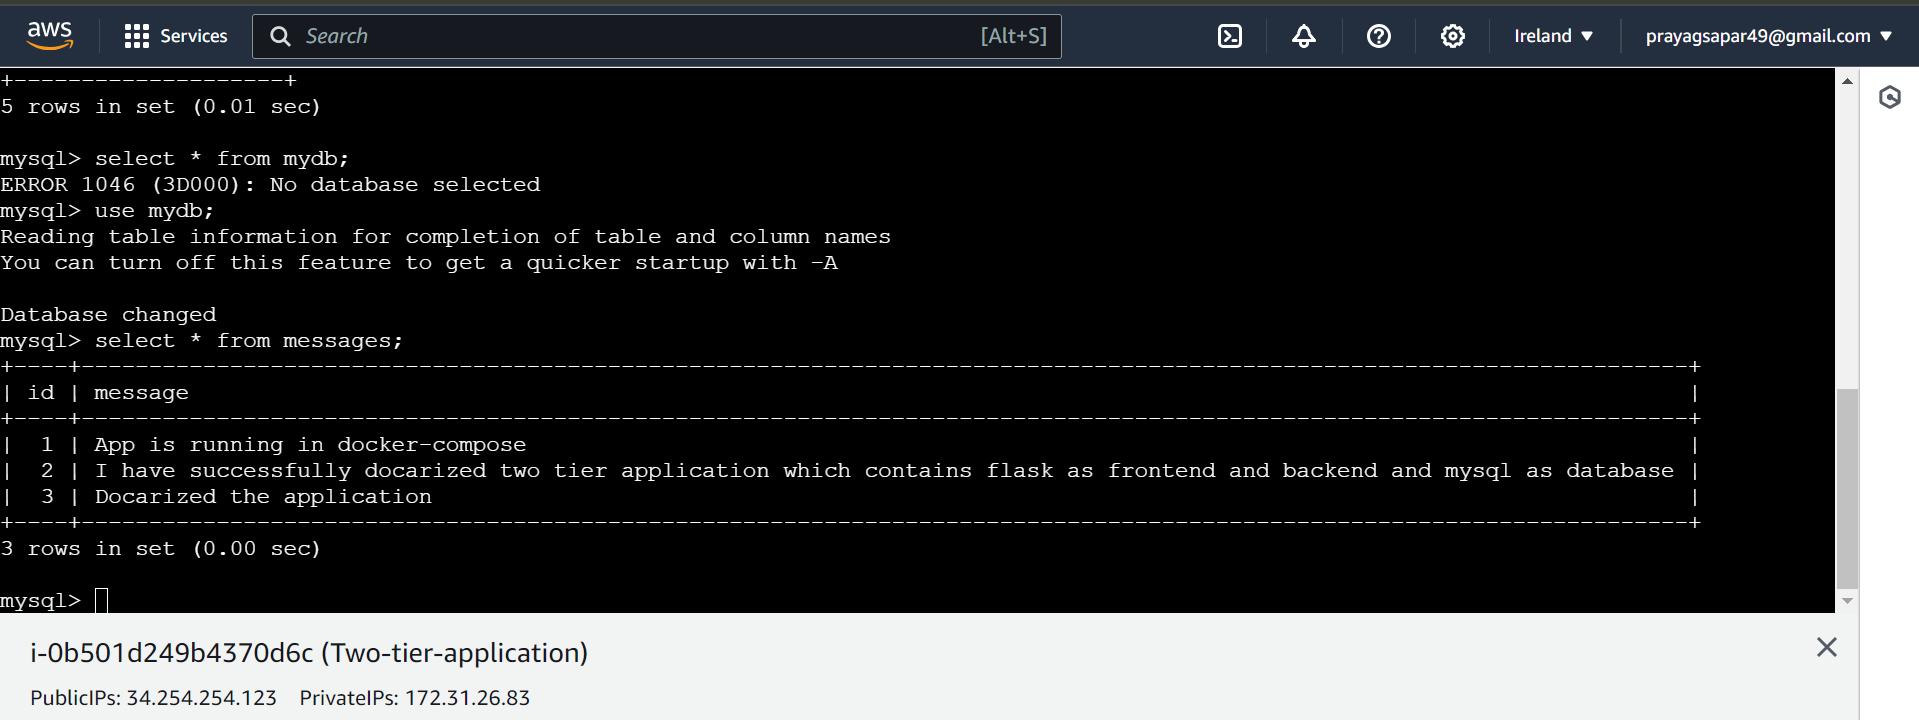 aws Services Search [Alt+S] Ireland ▼ prayagsapar49@gmail.com ▼
+--------------------+
5 rows in set (0.01 sec)
mysql> select * from mydb;
ERROR 1046 (3D000): No database selected
mysql> use mydb;
Reading table information for completion of table and column names
You can turn off this feature to get a quicker startup with -A
Database changed
mysql> select * from messages;
+----+-----------------------------------------------------------------------------------------------------------------------+
| id | message |
+----+-----------------------------------------------------------------------------------------------------------------------+
| 1 | App is running in docker-compose |
| 2 | I have successfully docarized two tier application which contains flask as frontend and backend and mysql as database |
| 3 | Docarized the application |
+----+-----------------------------------------------------------------------------------------------------------------------+
3 rows in set (0.00 sec)
mysql>
i-0b501d249b4370d6c (Two-tier-application)
PublicIPs: 34.254.254.123 PrivateIPs: 172.31.26.83